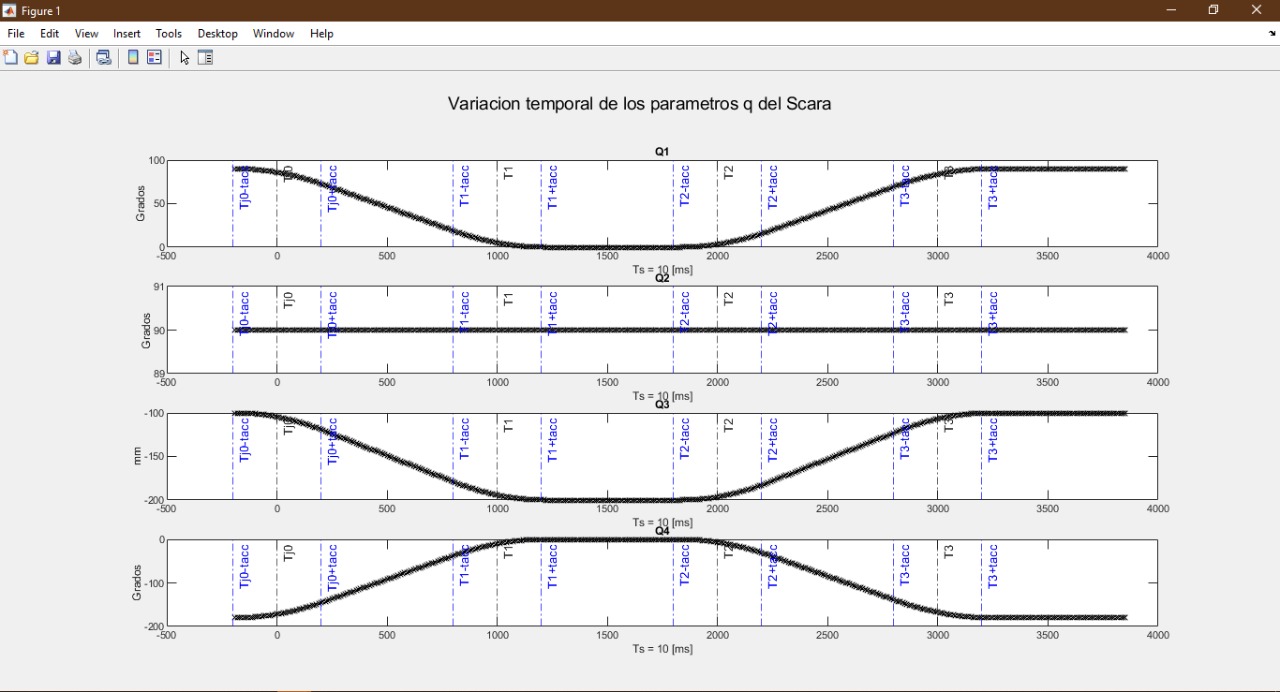 Figure 1
File Edit View Insert Tools Desktop Window Help
Variacion temporal de los parametros q del Scara
Q1
Grados
100
50
0
Tj0-tacc Tj0 Tj0+tacc T1-tacc T1 T1+tacc T2-tacc T2 T2+tacc T3-tacc T3 T3+tacc
-500 0 500 1000 1500 2000 2500 3000 3500 4000
Ts = 10 [ms]
Q2
Grados
91
90
89
Tj0-tacc Tj0 Tj0+tacc T1-tacc T1 T1+tacc T2-tacc T2 T2+tacc T3-tacc T3 T3+tacc
-500 0 500 1000 1500 2000 2500 3000 3500 4000
Ts = 10 [ms]
Q3
mm
-100
-150
-200
Tj0-tacc Tj0 Tj0+tacc T1-tacc T1 T1+tacc T2-tacc T2 T2+tacc T3-tacc T3 T3+tacc
-500 0 500 1000 1500 2000 2500 3000 3500 4000
Ts = 10 [ms]
Q4
Grados
0
-100
-200
Tj0-tacc Tj0 Tj0+tacc T1-tacc T1 T1+tacc T2-tacc T2 T2+tacc T3-tacc T3 T3+tacc
-500 0 500 1000 1500 2000 2500 3000 3500 4000
Ts = 10 [ms]